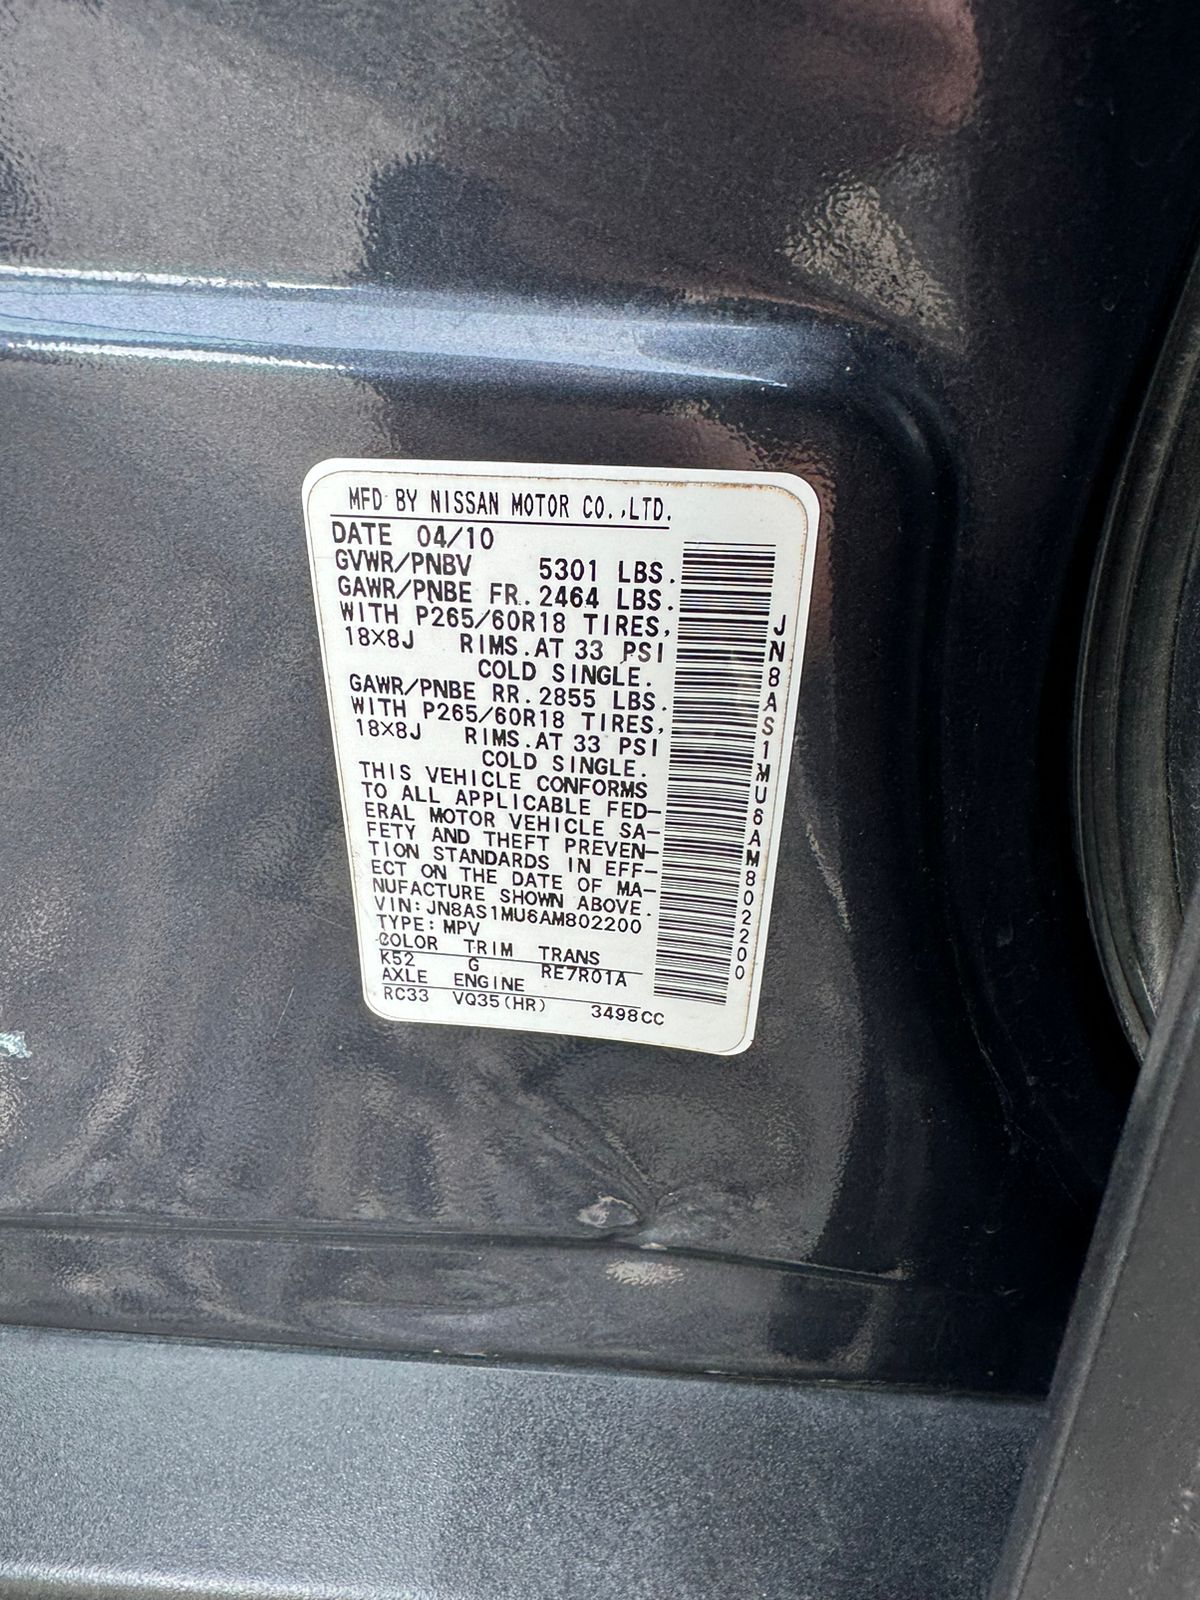 MFD BY NISSAN MOTOR CO.,LTD.
DATE 04/10
GVWR/PNBV 5301 LBS.
GAWR/PNBE FR. 2464 LBS.
WITH P265/60R18 TIRES,
18X8J RIMS.AT 33 PSI
COLD SINGLE.
GAWR/PNBE RR. 2855 LBS.
WITH P265/60R18 TIRES,
18X8J RIMS.AT 33 PSI
COLD SINGLE.
THIS VEHICLE CONFORMS
TO ALL APPLICABLE FED-
ERAL MOTOR VEHICLE SA-
FETY AND THEFT PREVEN-
TION STANDARDS IN EFF-
ECT ON THE DATE OF MA-
NUFACTURE SHOWN ABOVE.
VIN: JN8AS1MU6AM802200
TYPE: MPV
COLOR TRIM TRANS
K52 G RE7R01A
AXLE ENGINE
RC33 VQ35(HR) 3498CC
JN8AS1MU6AM802200